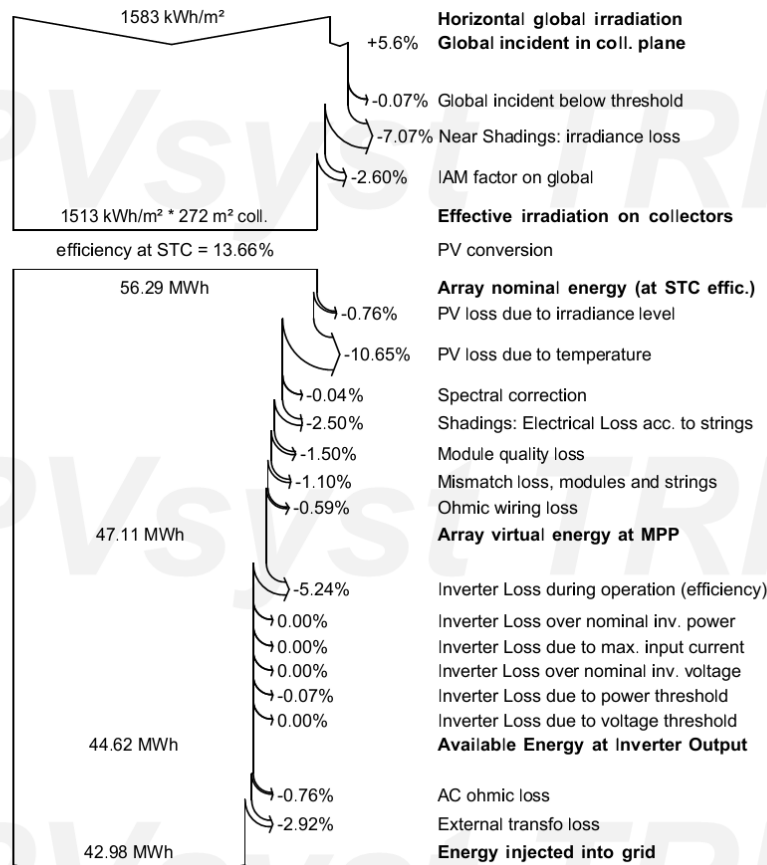 1583 kWh/m² Horizontal global irradiation
+5.6% Global incident in coll. plane
-0.07% Global incident below threshold
-7.07% Near Shadings: irradiance loss
-2.60% IAM factor on global
1513 kWh/m² * 272 m² coll. Effective irradiation on collectors
efficiency at STC = 13.66% PV conversion
56.29 MWh Array nominal energy (at STC effic.)
-0.76% PV loss due to irradiance level
-10.65% PV loss due to temperature
-0.04% Spectral correction
-2.50% Shadings: Electrical Loss acc. to strings
-1.50% Module quality loss
-1.10% Mismatch loss, modules and strings
-0.59% Ohmic wiring loss
47.11 MWh Array virtual energy at MPP
-5.24% Inverter Loss during operation (efficiency)
0.00% Inverter Loss over nominal inv. power
0.00% Inverter Loss due to max. input current
0.00% Inverter Loss over nominal inv. voltage
-0.07% Inverter Loss due to power threshold
0.00% Inverter Loss due to voltage threshold
44.62 MWh Available Energy at Inverter Output
-0.76% AC ohmic loss
-2.92% External transfo loss
42.98 MWh Energy injected into grid
PVsyst TRI
PVsyst TRI